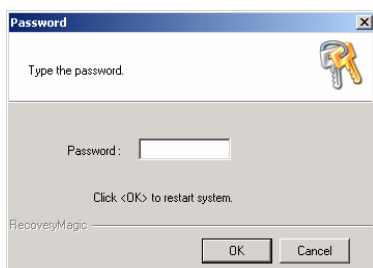 Password
Type the password.
Password :
Click <OK> to restart system.
RecoveryMagic
OK Cancel